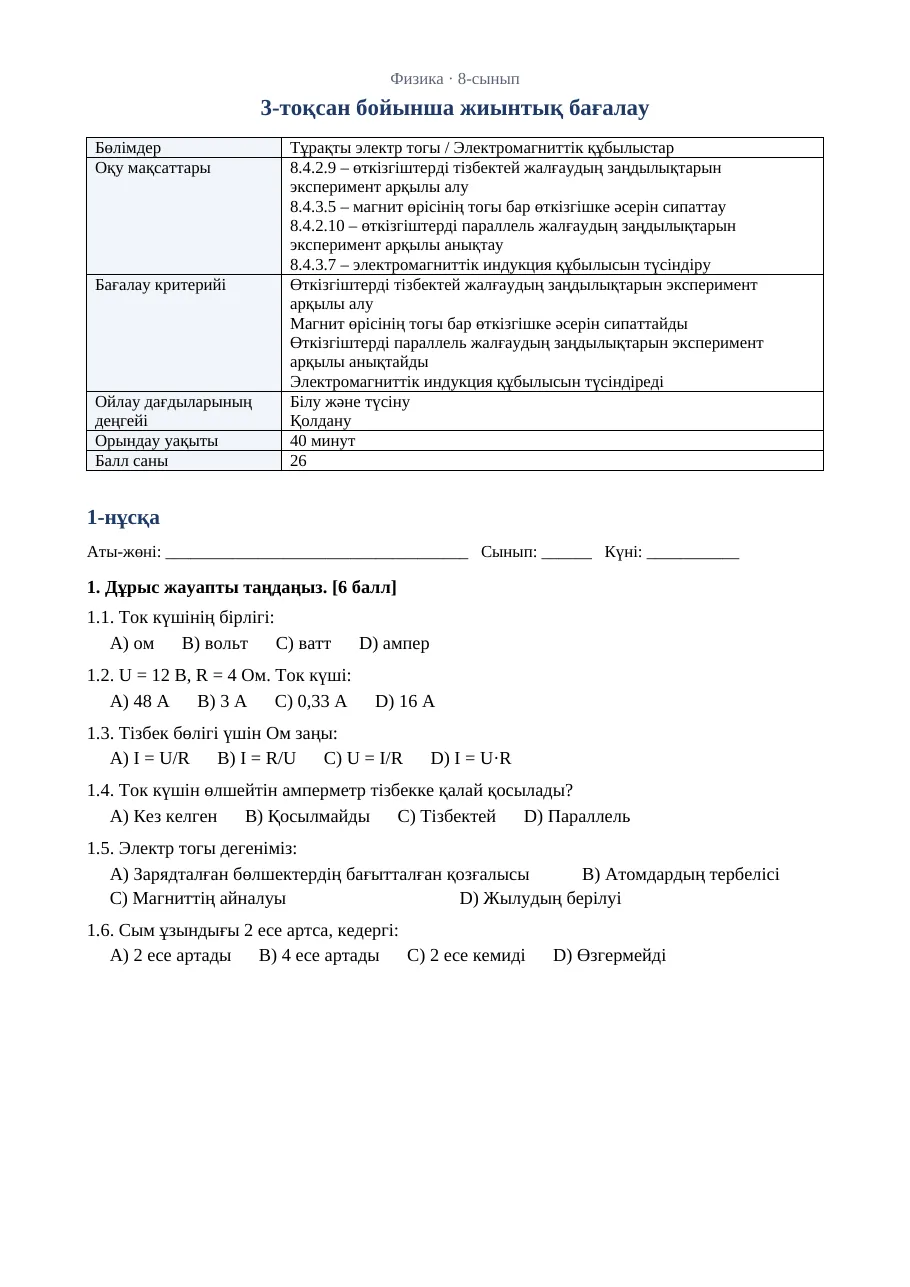 Физика · 8-сынып
3-тоқсан бойынша жиынтық бағалау
Бөлімдер Тұрақты электр тогы / Электромагниттік құбылыстар
Оқу мақсаттары 8.4.2.9 – өткізгіштерді тізбектей жалғаудың заңдылықтарын
эксперимент арқылы алу
8.4.3.5 – магнит өрісінің тогы бар өткізгішке әсерін сипаттау
8.4.2.10 – өткізгіштерді параллель жалғаудың заңдылықтарын
эксперимент арқылы анықтау
8.4.3.7 – электромагниттік индукция құбылысын түсіндіру
Бағалау критерийі Өткізгіштерді тізбектей жалғаудың заңдылықтарын эксперимент
арқылы алу
Магнит өрісінің тогы бар өткізгішке әсерін сипаттайды
Өткізгіштерді параллель жалғаудың заңдылықтарын эксперимент
арқылы анықтайды
Электромагниттік индукция құбылысын түсіндіреді
Ойлау дағдыларының Білу және түсіну
деңгейі Қолдану
Орындау уақыты 40 минут
Балл саны 26
1-нұсқа
Аты-жөні: ____________________________________ Сынып: ______ Күні: ___________
1. Дұрыс жауапты таңдаңыз. [6 балл]
1.1. Ток күшінің бірлігі:
A) ом B) вольт C) ватт D) ампер
1.2. U = 12 В, R = 4 Ом. Ток күші:
A) 48 А B) 3 А C) 0,33 А D) 16 А
1.3. Тізбек бөлігі үшін Ом заңы:
A) I = U/R B) I = R/U C) U = I/R D) I = U·R
1.4. Ток күшін өлшейтін амперметр тізбекке қалай қосылады?
A) Кез келген B) Қосылмайды C) Тізбектей D) Параллель
1.5. Электр тогы дегеніміз:
A) Зарядталған бөлшектердің бағытталған қозғалысы B) Атомдардың тербелісі
C) Магниттің айналуы D) Жылудың берілуі
1.6. Сым ұзындығы 2 есе артса, кедергі:
A) 2 есе артады B) 4 есе артады C) 2 есе кемиді D) Өзгермейді